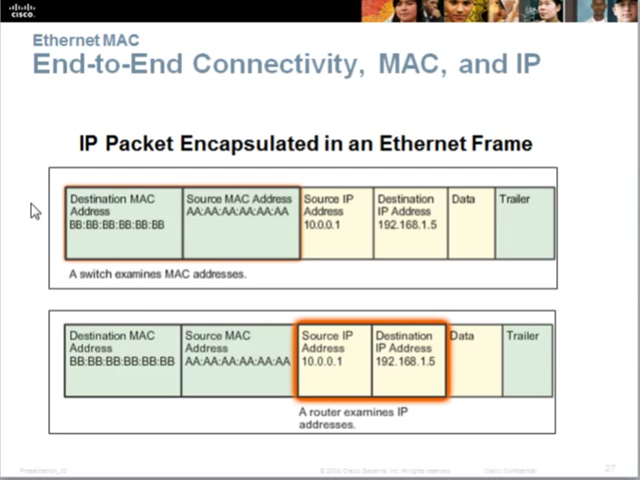 CISCO
Ethernet MAC
End-to-End Connectivity, MAC, and IP
IP Packet Encapsulated in an Ethernet Frame
Destination MAC
Address
BB:BB:BB:BB:BB:BB
Source MAC Address
AA:AA:AA:AA:AA:AA
Source IP
Address
10.0.0.1
Destination
IP Address
192.168.1.5
Data
Trailer
A switch examines MAC addresses.
Destination MAC
Address
BB:BB:BB:BB:BB:BB
Source MAC
Address
AA:AA:AA:AA:AA:AA
Source IP
Address
10.0.0.1
Destination
IP Address
192.168.1.5
Data
Trailer
A router examines IP
addresses.
Presentation_ID
Cisco Systems, Inc. All rights reserved.
Cisco Confidential
27